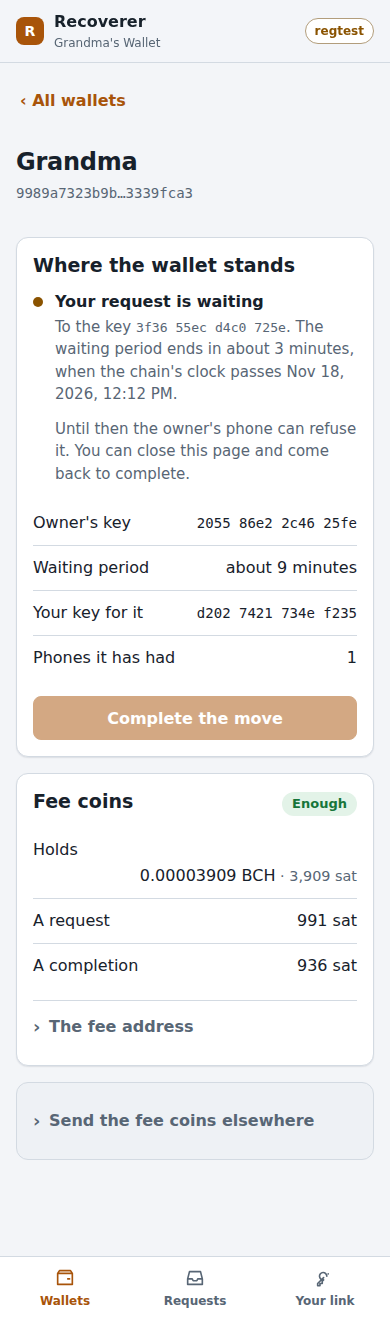 R
Recoverer
Grandma's Wallet
regtest
‹ All wallets
Grandma
9989a7323b9b…3339fca3
Where the wallet stands
Your request is waiting
To the key 3f36 55ec d4c0 725e. The
waiting period ends in about 3 minutes,
when the chain's clock passes Nov 18,
2026, 12:12 PM.
Until then the owner's phone can refuse
it. You can close this page and come
back to complete.
Owner's key 2055 86e2 2c46 25fe
Waiting period about 9 minutes
Your key for it d202 7421 734e f235
Phones it has had 1
Complete the move
Fee coins Enough
Holds
0.00003909 BCH · 3,909 sat
A request 991 sat
A completion 936 sat
› The fee address
› Send the fee coins elsewhere
Wallets Requests Your link